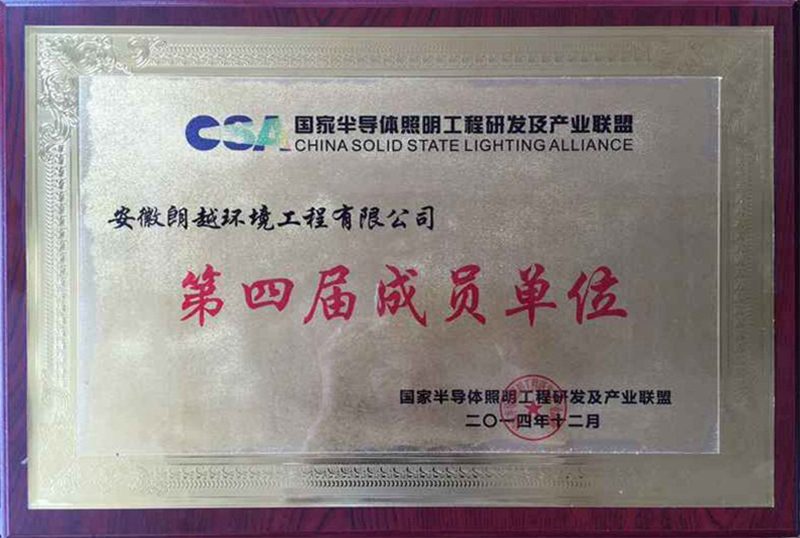 CSA 国家半导体照明工程研发及产业联盟
CHINA SOLID STATE LIGHTING ALLIANCE
安徽朗越环境工程有限公司
第四届成员单位
国家半导体照明工程研发及产业联盟
二〇一四年十二月